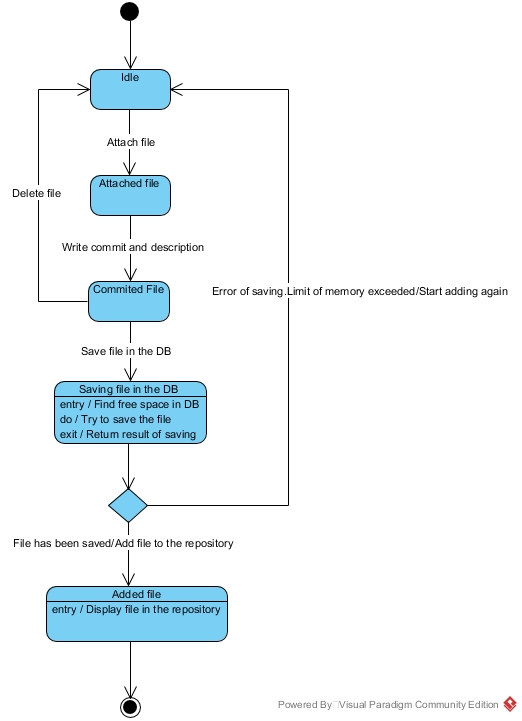 Idle
Attach file
Attached file
Delete file
Write commit and description
Commited File
Error of saving.Limit of memory exceeded/Start adding again
Save file in the DB
Saving file in the DB
entry / Find free space in DB
do / Try to save the file
exit / Return result of saving
File has been saved/Add file to the repository
Added file
entry / Display file in the repository
Powered By□Visual Paradigm Community Edition